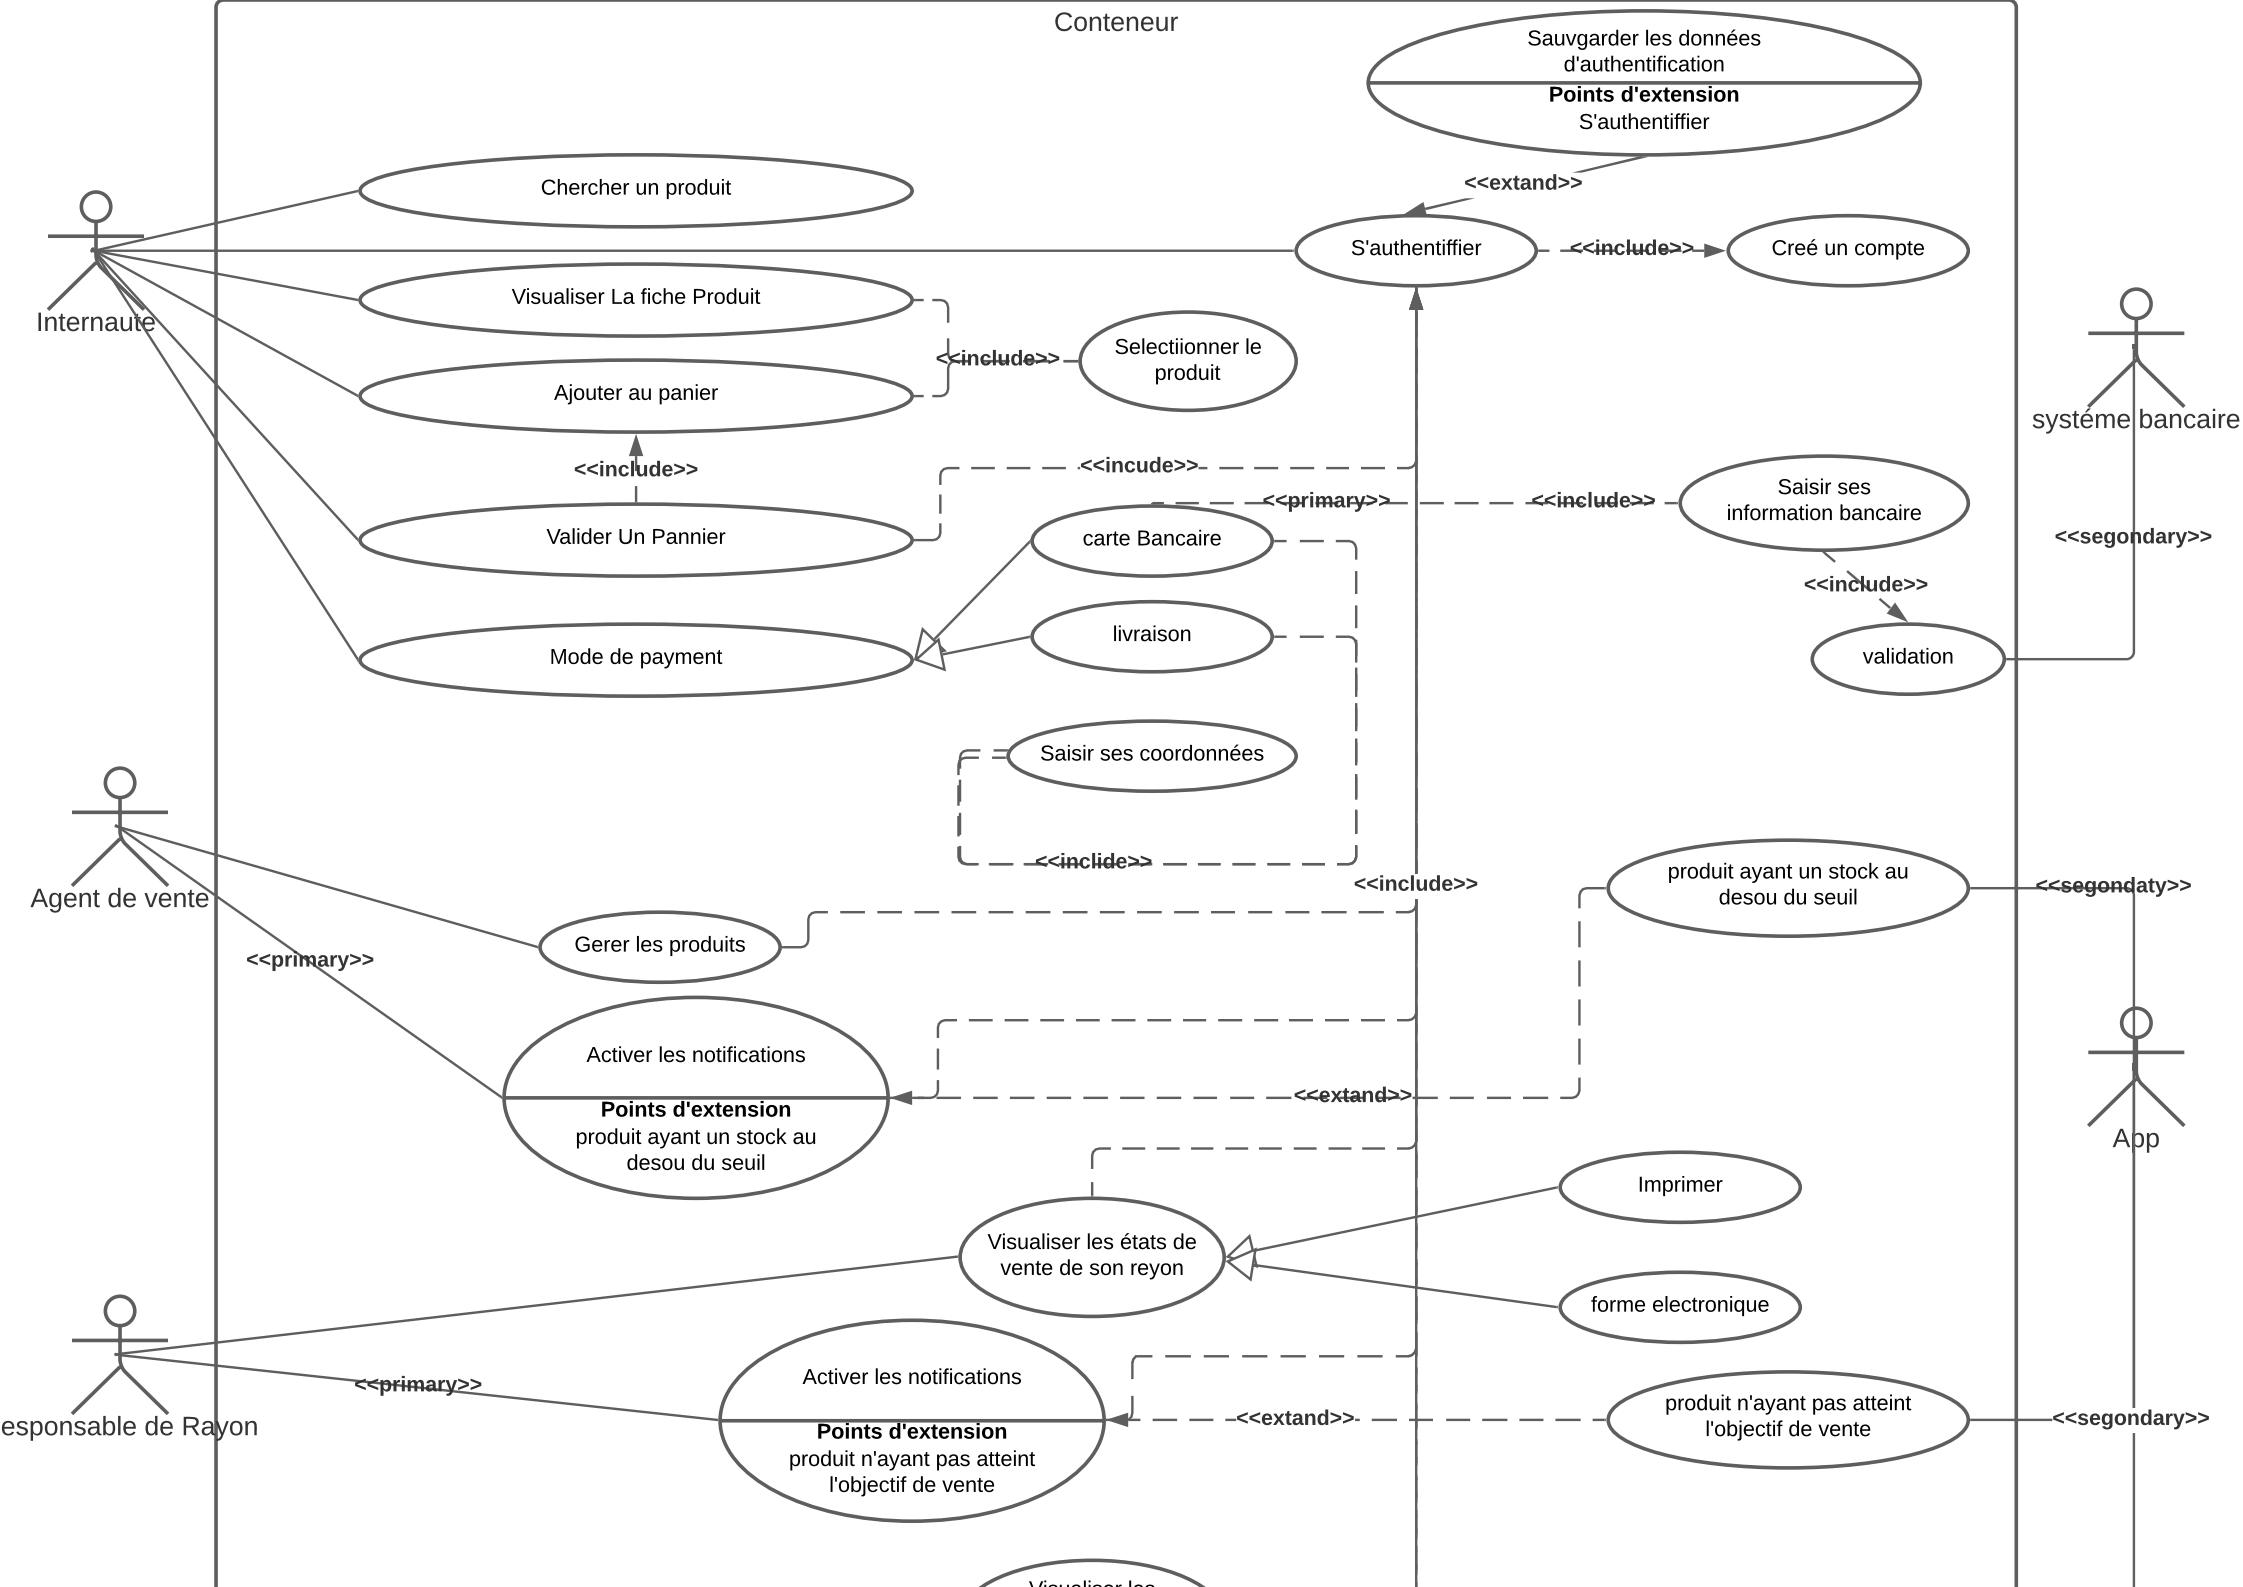 Conteneur
Sauvgarder les données
d'authentification
Points d'extension
S'authentiffier
Chercher un produit
<<extand>>
S'authentiffier
<<include>>
Creé un compte
Internaute
Visualiser La fiche Produit
<<include>>
Selectiionner le
produit
Ajouter au panier
systéme bancaire
<<include>>
<<incude>>
<<primary>>
<<include>>
Saisir ses
information bancaire
Valider Un Pannier
carte Bancaire
<<segondary>>
<<include>>
livraison
Mode de payment
validation
Saisir ses coordonnées
<<inclide>>
<<include>>
produit ayant un stock au
desou du seuil
<<segondaty>>
Agent de vente
Gerer les produits
<<primary>>
Activer les notifications
Points d'extension
produit ayant un stock au
desou du seuil
<<extand>>
App
Imprimer
Visualiser les états de
vente de son reyon
forme electronique
Activer les notifications
Points d'extension
produit n'ayant pas atteint
l'objectif de vente
<<primary>>
<<extand>>
produit n'ayant pas atteint
l'objectif de vente
<<segondary>>
esponsable de Rayon
Visualiser les